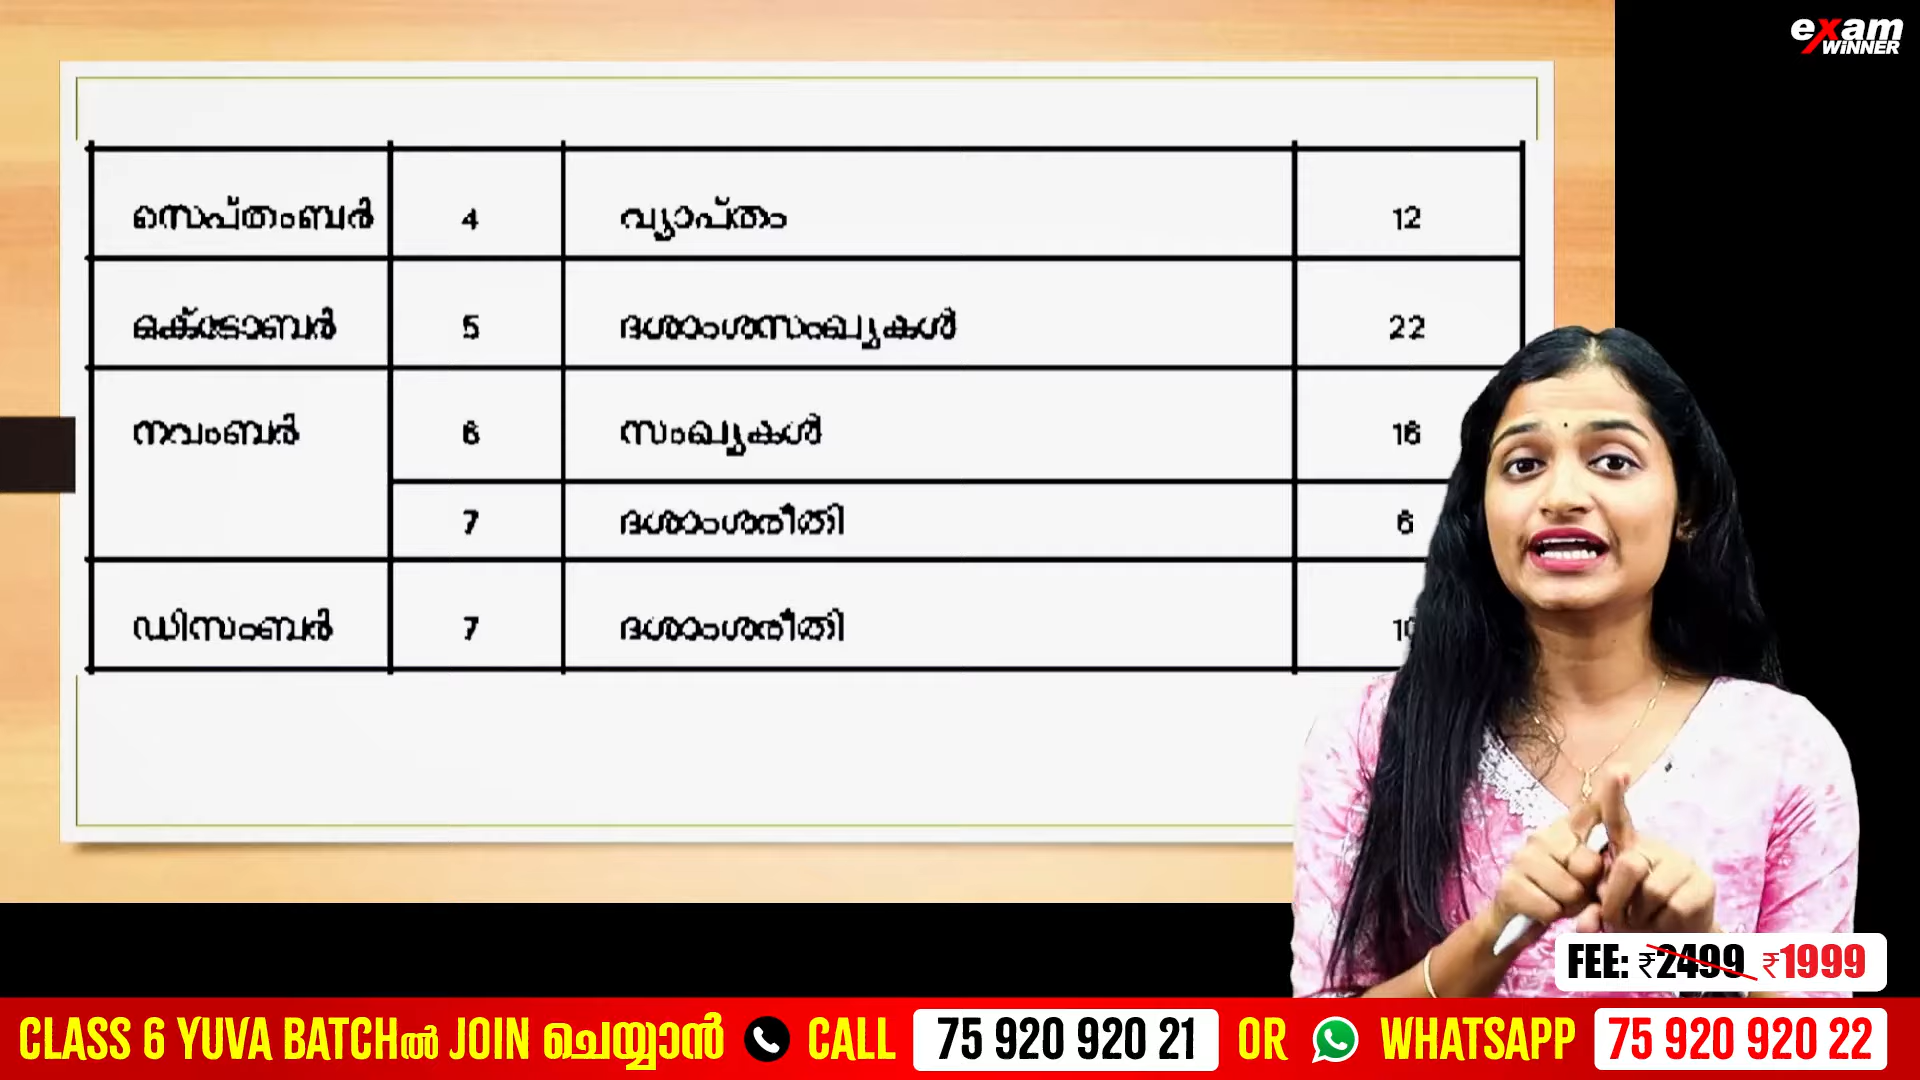 exam
WiNNER
സെപ്തംബർ 4 വ്യാപ്തം 12
ഒക്ടോബർ 5 ദശാംശസംഖ്യകൾ 22
നവംബർ 6 സംഖ്യകൾ 16
7 ദശാംശരീതി 6
ഡിസംബർ 7 ദശാംശരീതി
FEE: ₹2499 ₹1999
CLASS 6 YUVA BATCHൽ JOIN ചെയ്യാൻ CALL 75 920 920 21 OR WHATSAPP 75 920 920 22